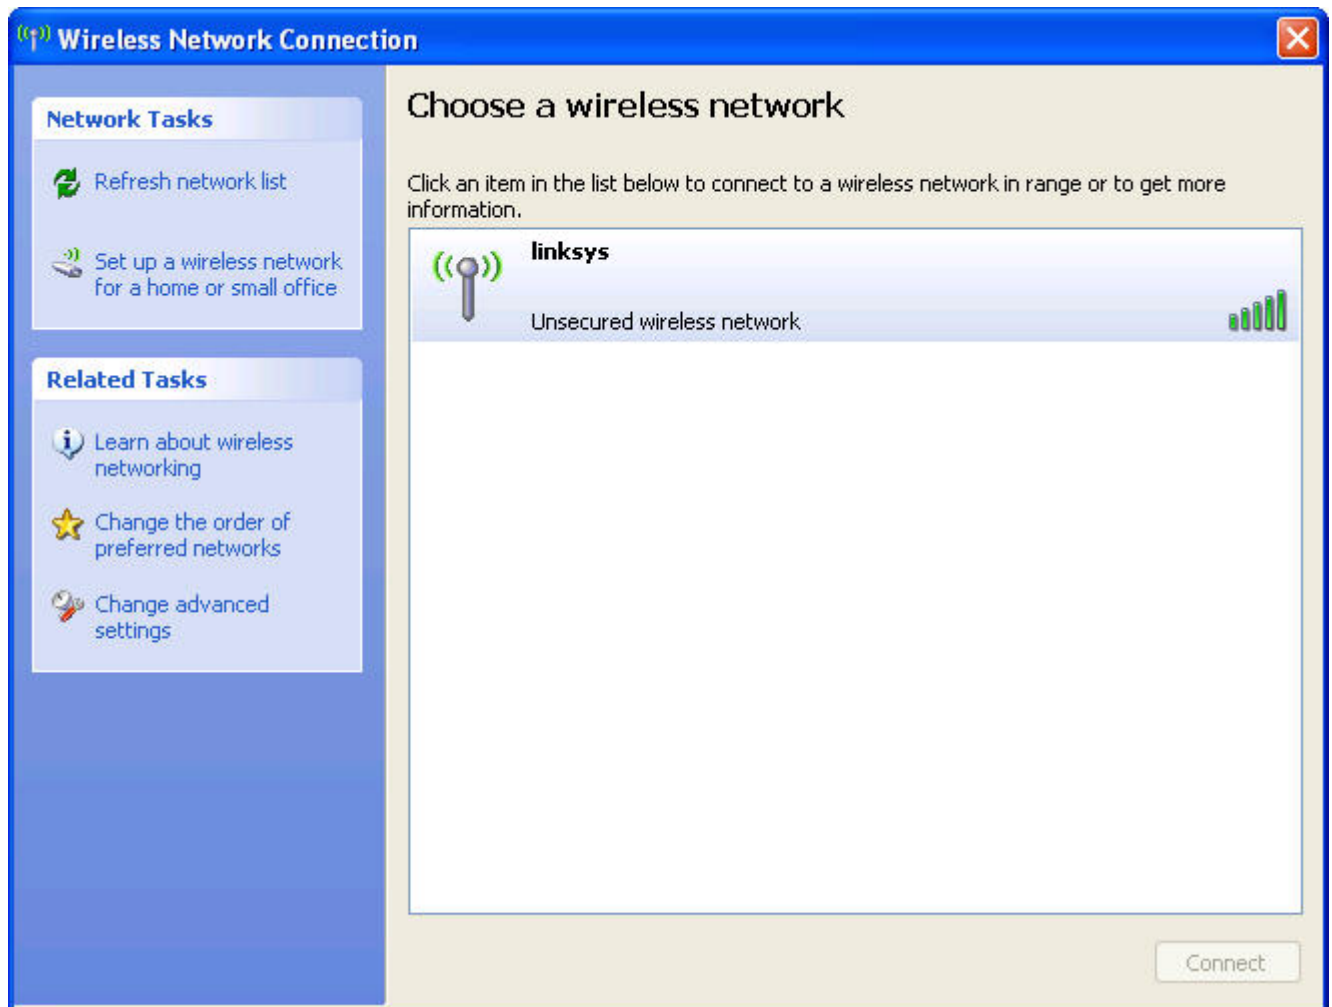 Wireless Network Connection
Network Tasks
Refresh network list
Set up a wireless network
for a home or small office
Related Tasks
Learn about wireless
networking
Change the order of
preferred networks
Change advanced
settings
Choose a wireless network
Click an item in the list below to connect to a wireless network in range or to get more
information.
linksys
Unsecured wireless network
Connect